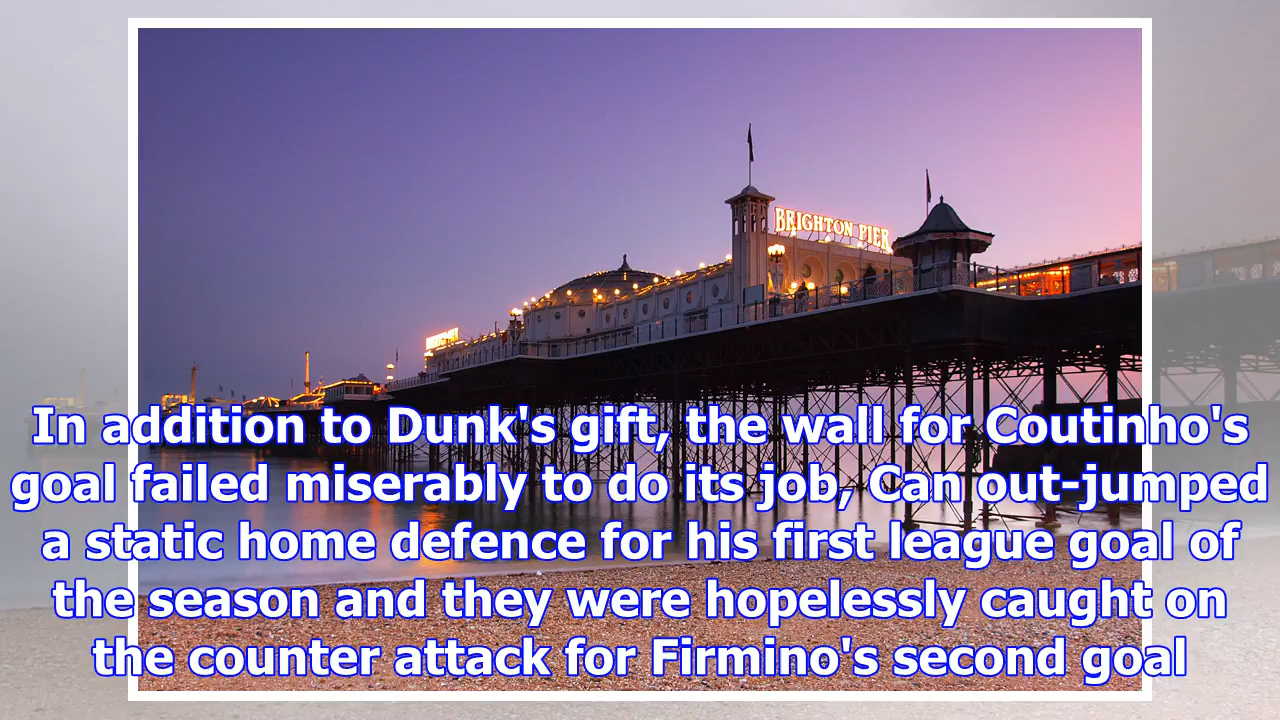 BRIGHTON PIER
In addition to Dunk's gift, the wall for Coutinho's
goal failed miserably to do its job, Can out-jumped
a static home defence for his first league goal of
the season and they were hopelessly caught on
the counter attack for Firmino's second goal